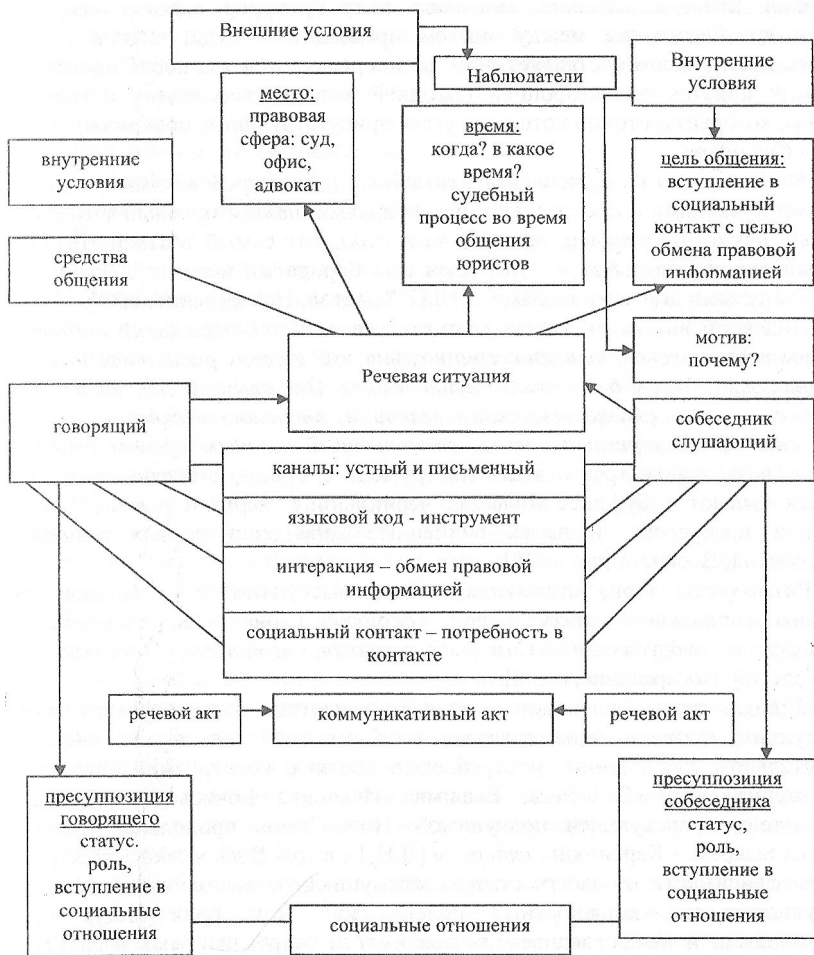 Внешние условия
Наблюдатели
Внутренние
условия
место:
правовая
сфера: суд,
офис,
адвокат
время:
когда? в какое
время?
судебный
процесс во время
общения
юристов
внутренние
условия
цель общения:
вступление в
социальный
контакт с целью
обмена правовой
информацией
средства
общения
мотив:
почему?
Речевая ситуация
говорящий
собеседник
слушающий
каналы: устный и письменный
языковой код - инструмент
интеракция – обмен правовой
информацией
социальный контакт – потребность в
контакте
речевой акт
коммуникативный акт
речевой акт
пресуппозиция
говорящего
статус.
роль,
вступление в
социальные
отношения
пресуппозиция
собеседника
статус,
роль,
вступление в
социальные
отношения
социальные отношения